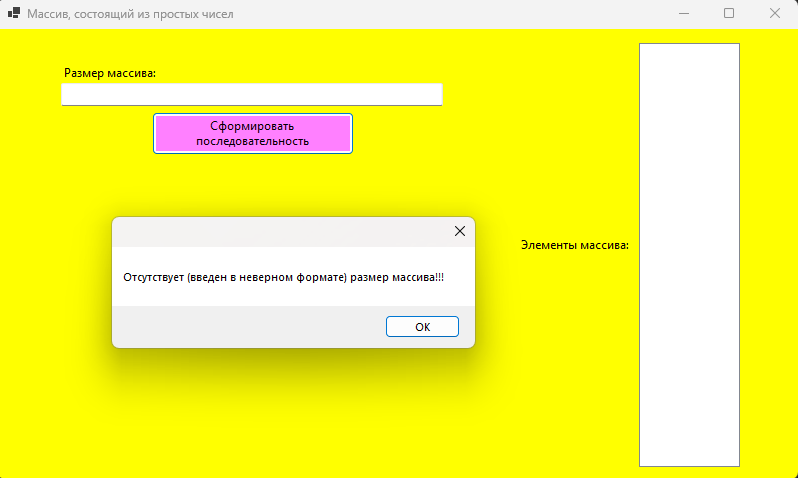 Массив, состоящий из простых чисел
Размер массива:
Сформировать
последовательность
Отсутствует (введен в неверном формате) размер массива!!!
OK
Элементы массива: